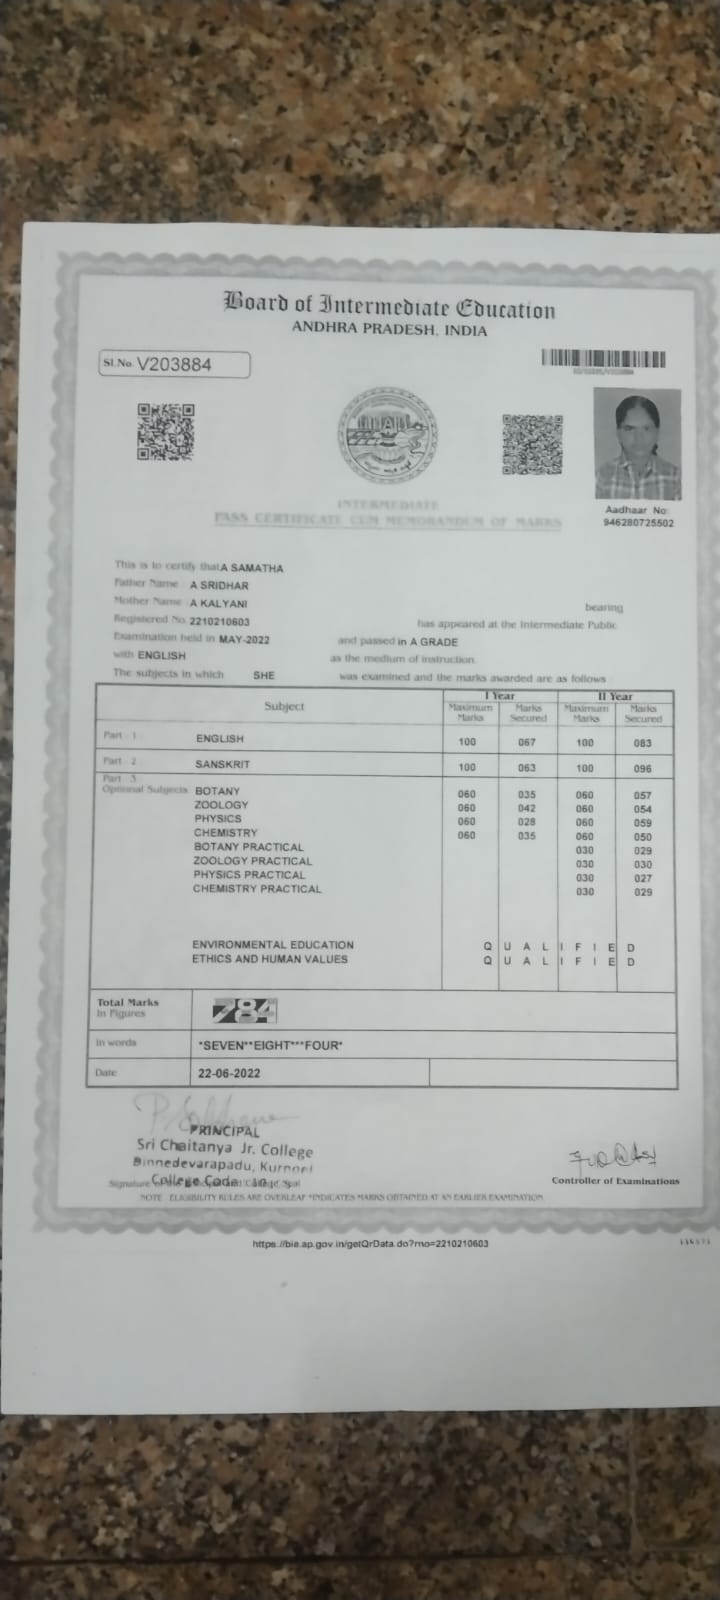 Board of Intermediate Education
ANDHRA PRADESH, INDIA
Sl.No. V203884
Aadhaar No:
946280725502
INTERMEDIATE
PASS CERTIFICATE CUM MEMORANDUM OF MARKS
This is to certify that A SAMATHA
Father Name A SRIDHAR
Mother Name A KALYANI
bearing
Registered No. 2210210603 has appeared at the Intermediate Public
Examination held in MAY-2022 and passed in A GRADE
with ENGLISH as the medium of instruction.
The subjects in which SHE was examined and the marks awarded are as follows
Subject I Year II Year
Maximum Marks Marks Secured Maximum Marks Marks Secured
Part - 1 ENGLISH 100 067 100 083
Part - 2 SANSKRIT 100 063 100 096
Part - 3
Optional Subjects BOTANY 060 035 060 057
ZOOLOGY 060 042 060 054
PHYSICS 060 028 060 059
CHEMISTRY 060 035 060 050
BOTANY PRACTICAL 030 029
ZOOLOGY PRACTICAL 030 030
PHYSICS PRACTICAL 030 027
CHEMISTRY PRACTICAL 030 029
ENVIRONMENTAL EDUCATION Q U A L I F I E D
ETHICS AND HUMAN VALUES Q U A L I F I E D
Total Marks
In Figures 784
In words *SEVEN**EIGHT***FOUR*
Date 22-06-2022
PRINCIPAL
Sri Chaitanya Jr. College
Binnedevarapadu, Kurnool
College Code
Signature of the Principal
Controller of Examinations
NOTE ELIGIBILITY RULES ARE OVERLEAF *INDICATES MARKS OBTAINED AT AN EARLIER EXAMINATION
https://bie.ap.gov.in/getQrData.do?rno=2210210603